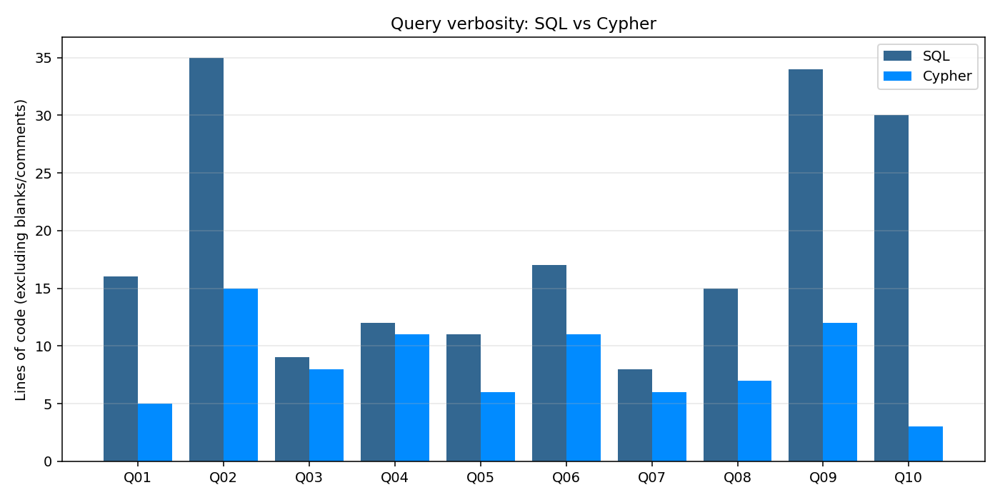 Query verbosity: SQL vs Cypher
SQL
Cypher
Lines of code (excluding blanks/comments)
35
30
25
20
15
10
5
0
Q01 Q02 Q03 Q04 Q05 Q06 Q07 Q08 Q09 Q10